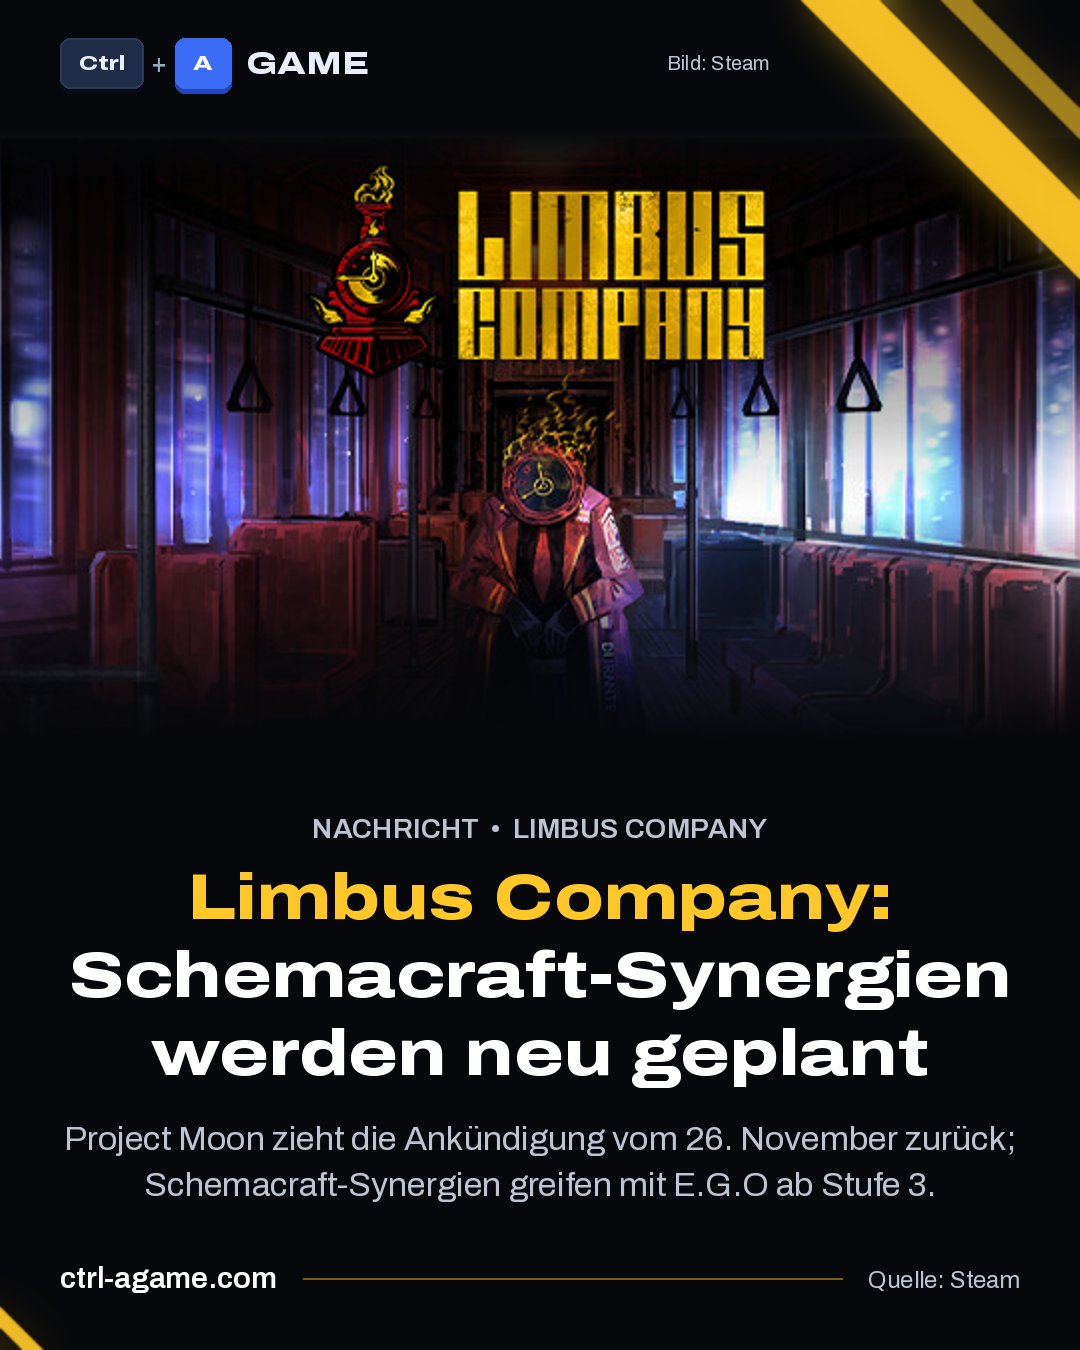 Ctrl + A GAME
Bild: Steam
LIMBUS
COMPANY
NACHRICHT • LIMBUS COMPANY
Limbus Company:
Schemacraft-Synergien
werden neu geplant
Project Moon zieht die Ankündigung vom 26. November zurück;
Schemacraft-Synergien greifen mit E.G.O ab Stufe 3.
ctrl-agame.com
Quelle: Steam